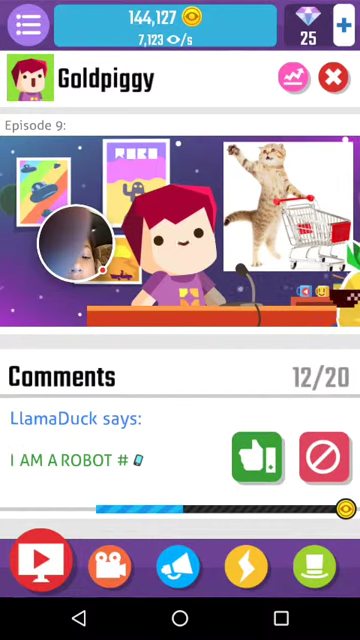 144,127
7,123 /s
25
Goldpiggy
Episode 9:
Comments 12/20
LlamaDuck says:
I AM A ROBOT #